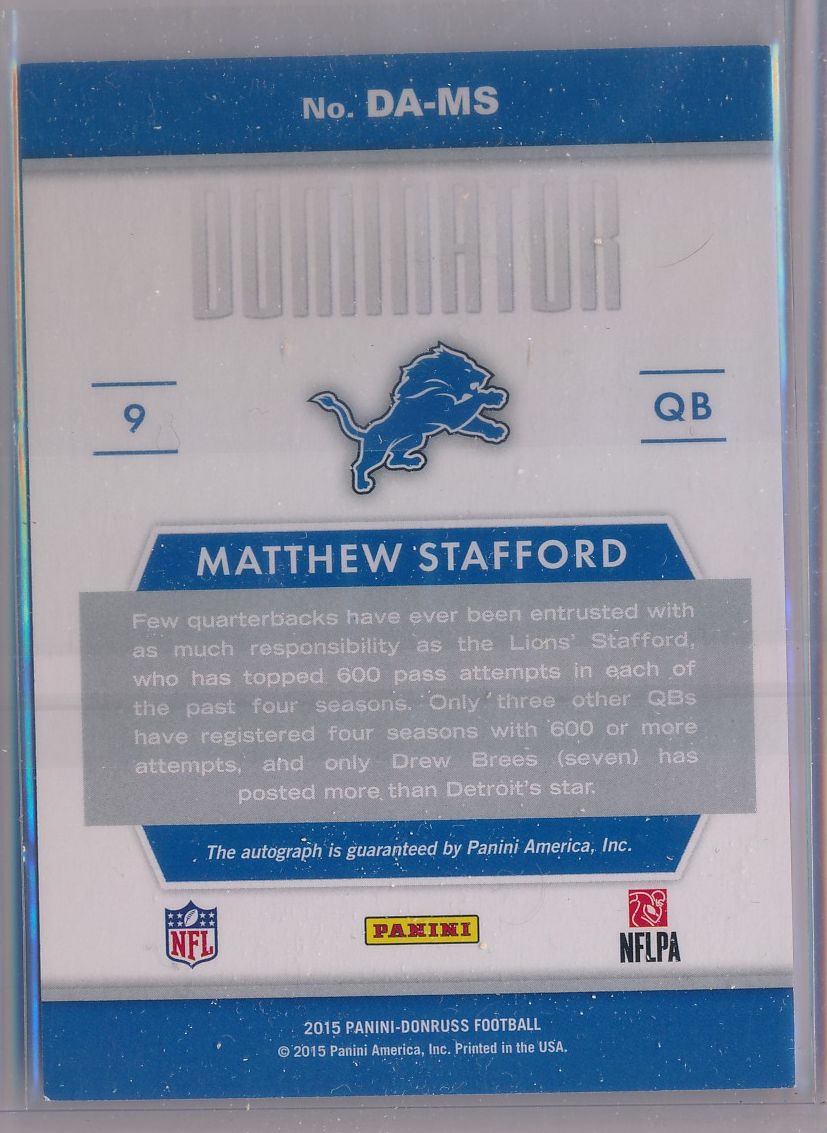 No. DA-MS
DOMINATOR
9
QB
MATTHEW STAFFORD
Few quarterbacks have ever been entrusted with
as much responsibility as the Lions' Stafford,
who has topped 600 pass attempts in each of
the past four seasons. Only three other QBs
have registered four seasons with 600 or more
attempts, and only Drew Brees (seven) has
posted more than Detroit's star.
The autograph is guaranteed by Panini America, Inc.
NFL
PANINI
NFLPA
2015 PANINI-DONRUSS FOOTBALL
© 2015 Panini America, Inc. Printed in the USA.